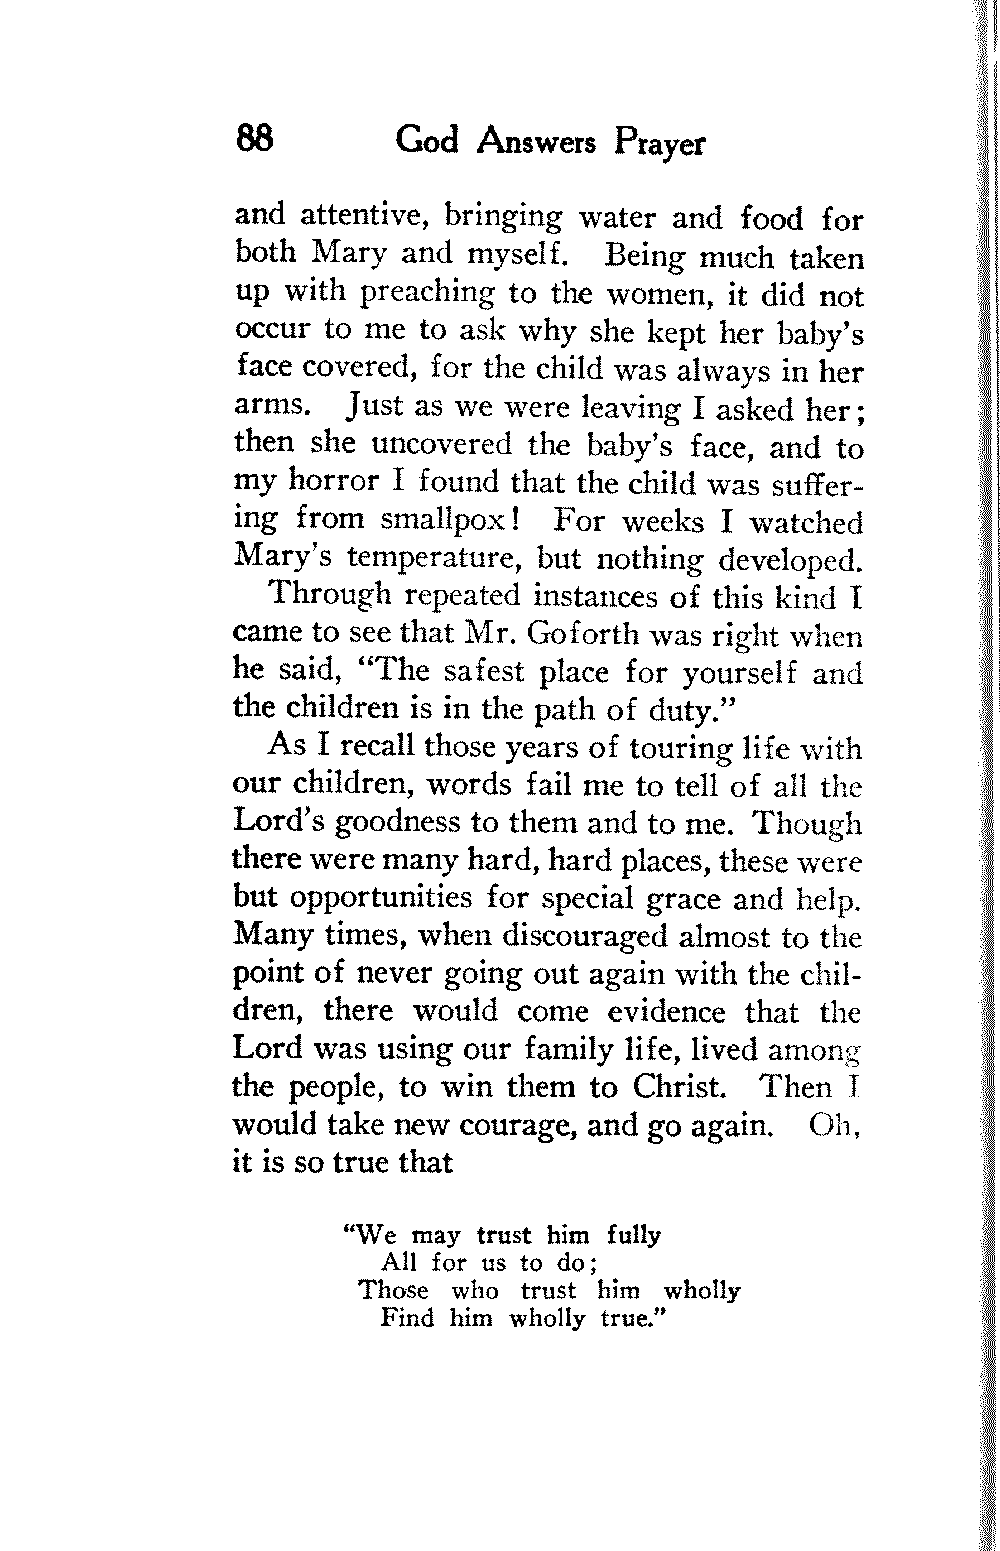 88 God Answers Prayer
and attentive, bringing water and food for
both Mary and myself. Being much taken
up with preaching to the women, it did not
occur to me to ask why she kept her baby's
face covered, for the child was always in her
arms. Just as we were leaving I asked her;
then she uncovered the baby's face, and to
my horror I found that the child was suffer-
ing from smallpox! For weeks I watched
Mary's temperature, but nothing developed.
Through repeated instances of this kind I
came to see that Mr. Goforth was right when
he said, “The safest place for yourself and
the children is in the path of duty.”
As I recall those years of touring life with
our children, words fail me to tell of all the
Lord's goodness to them and to me. Though
there were many hard, hard places, these were
but opportunities for special grace and help.
Many times, when discouraged almost to the
point of never going out again with the chil-
dren, there would come evidence that the
Lord was using our family life, lived among
the people, to win them to Christ. Then I
would take new courage, and go again. Oh,
it is so true that
“We may trust him fully
All for us to do;
Those who trust him wholly
Find him wholly true.”